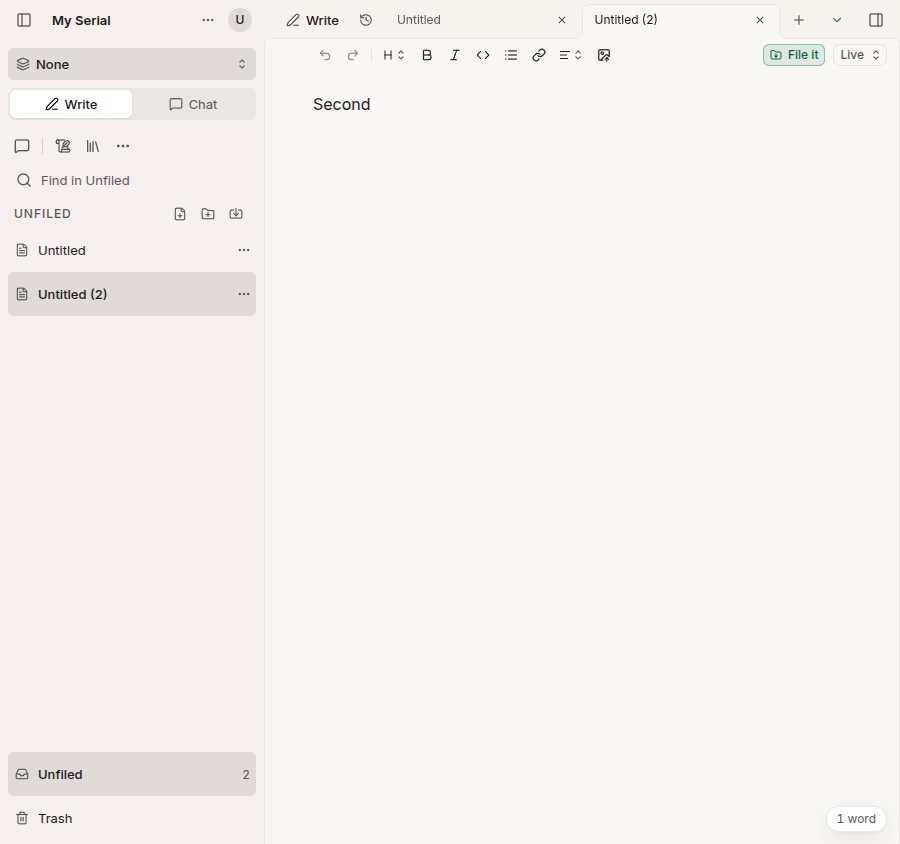 My Serial
U
None
Write
Chat
Find in Unfiled
UNFILED
Untitled
Untitled (2)
Unfiled
2
Trash
Write
Untitled
Untitled (2)
H
B
I
File it
Live
Second
1 word